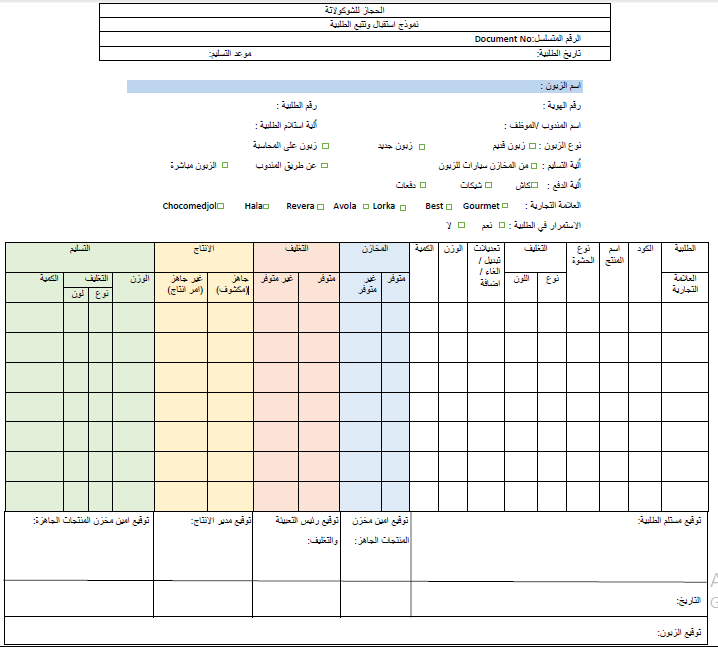 الحجاز للشوكولاتة
نموذج استقبال وتتبع الطلبية
الرقم المتسلسل:Document No
تاريخ الطلبية: موعد التسليم:
اسم الزبون :
رقم الهوية : رقم الطلبية :
اسم المندوب /الموظف : ألية استلام الطلبية :
نوع الزبون : زبون قديم زبون جديد زبون على المحاسبة
ألية التسليم : من المخازن سيارات للزبون عن طريق المندوب الزبون مباشرة
ألية الدفع : كاش شيكات دفعات
العلامة التجارية : Gourmet Best Lorka Avola Revera Hala Chocomedjol
الاستمرار في الطلبية : نعم لا
الطلبية الكود اسم المنتج نوع الحشوة التغليف تعديلات تبديل / الغاء / اضافة الوزن الكمية المخازن التغليف الانتاج التسليم
العلامة التجارية نوع اللون متوفر غير متوفر متوفر غير متوفر جاهز (مكشوف) غير جاهز (امر انتاج) الوزن التغليف الكمية
نوع لون
توقيع مستلم الطلبية: توقيع امين مخزن المنتجات الجاهز: توقيع رئيس التعبيئة والتغليف: توقيع مدير الانتاج: توقيع امين مخزن المنتجات الجاهزة:
التاريخ:
توقيع الزبون: